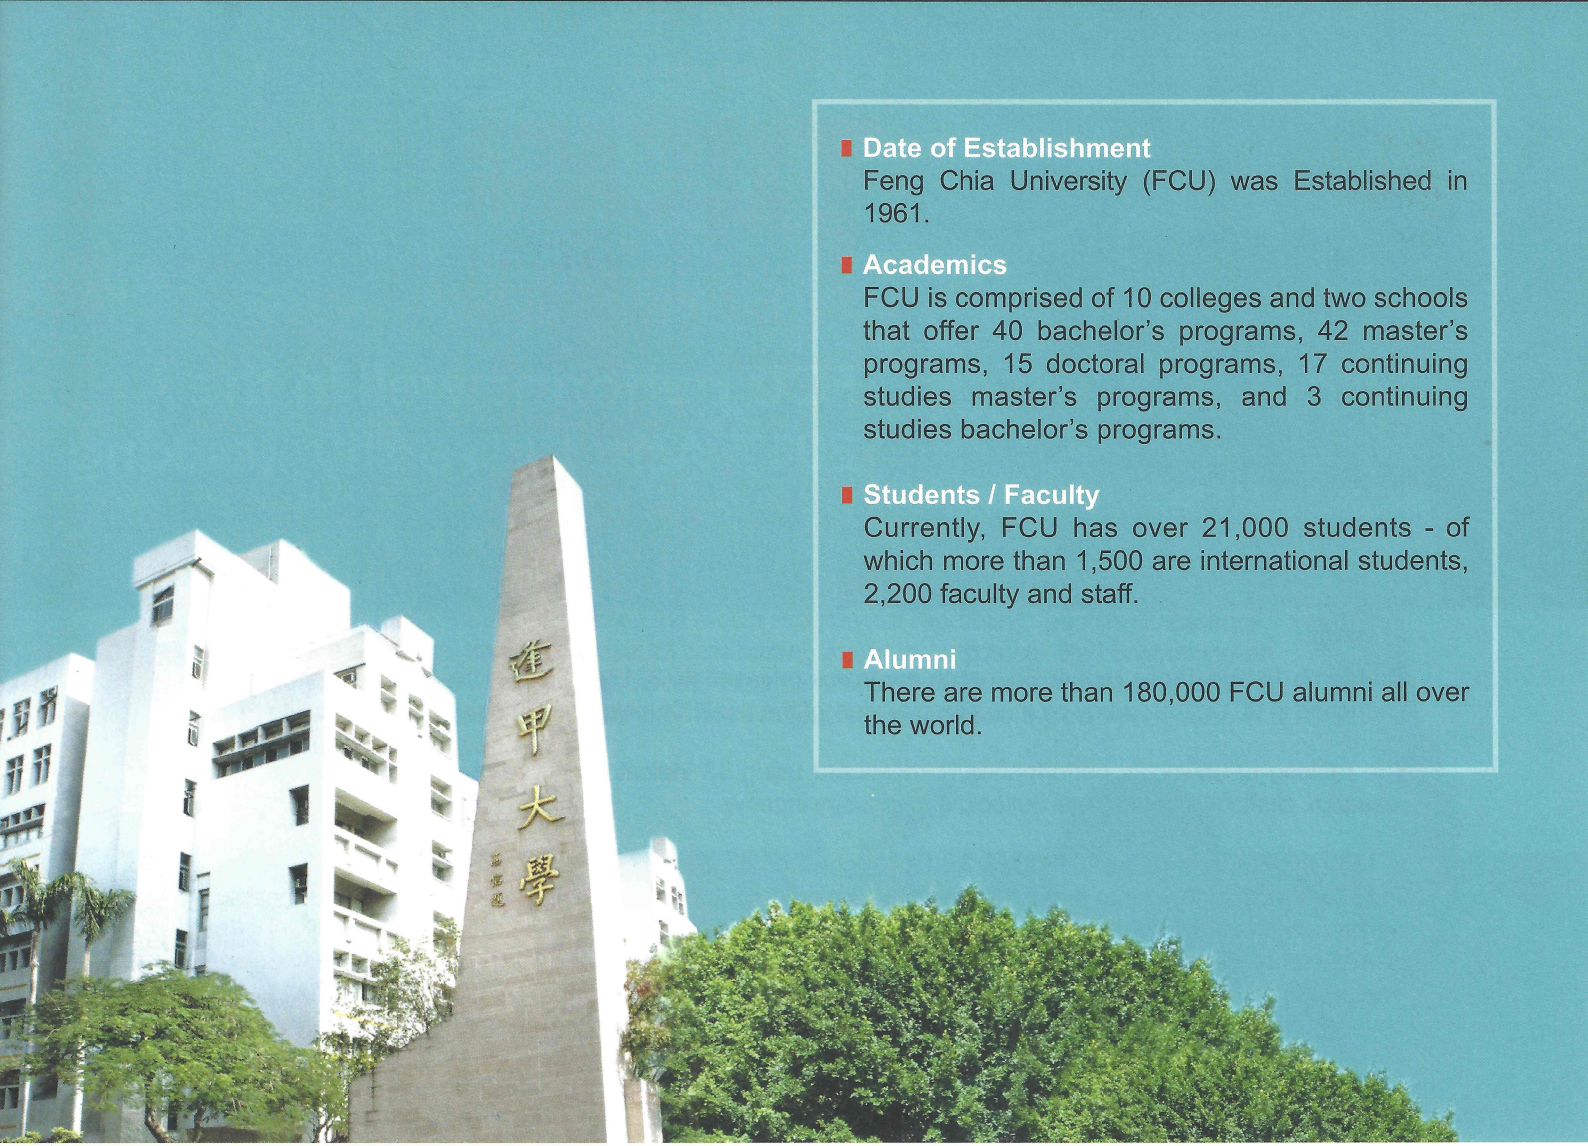 Date of Establishment
Feng Chia University (FCU) was Established in
1961.
Academics
FCU is comprised of 10 colleges and two schools
that offer 40 bachelor's programs, 42 master's
programs, 15 doctoral programs, 17 continuing
studies master's programs, and 3 continuing
studies bachelor's programs.
Students / Faculty
Currently, FCU has over 21,000 students - of
which more than 1,500 are international students,
2,200 faculty and staff.
Alumni
There are more than 180,000 FCU alumni all over
the world.
逢甲大學